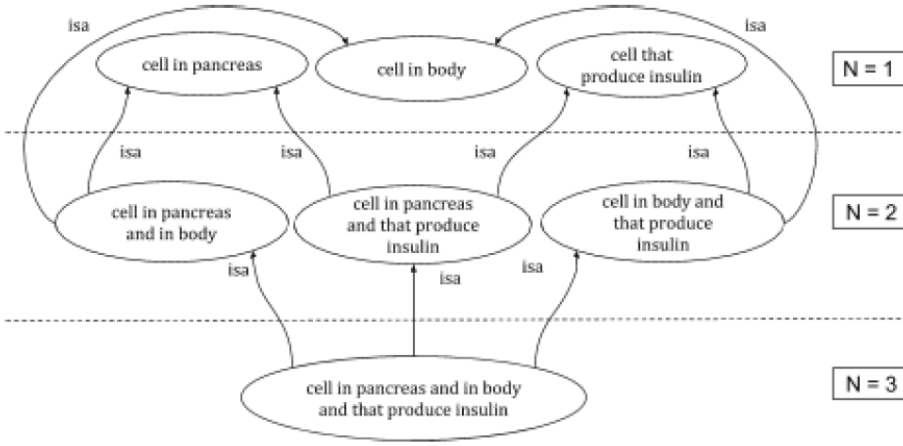 isa
isa
cell in pancreas
cell in body
cell that
produce insulin
N = 1
isa
isa
isa
isa
cell in pancreas
and in body
cell in pancreas
and that produce
insulin
cell in body and
that produce
insulin
N = 2
isa
isa
isa
cell in pancreas and in body
and that produce insulin
N = 3